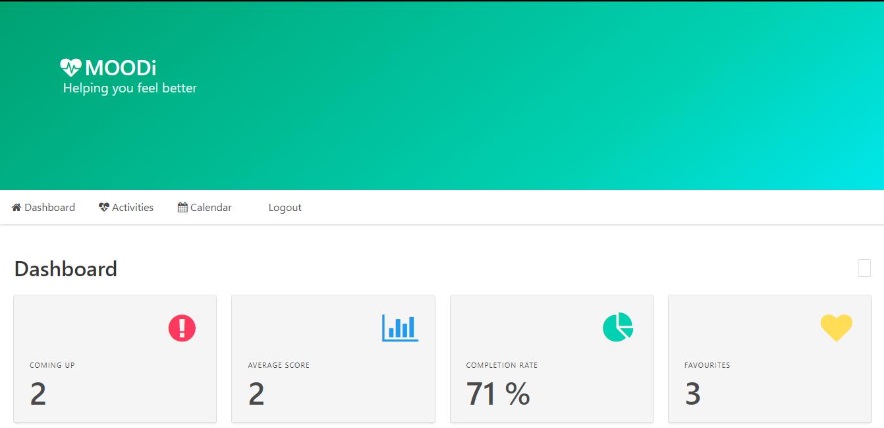 MOODi
Helping you feel better
Dashboard Activities Calendar Logout
Dashboard
COMING UP
2
AVERAGE SCORE
2
COMPLETION RATE
71 %
FAVOURITES
3